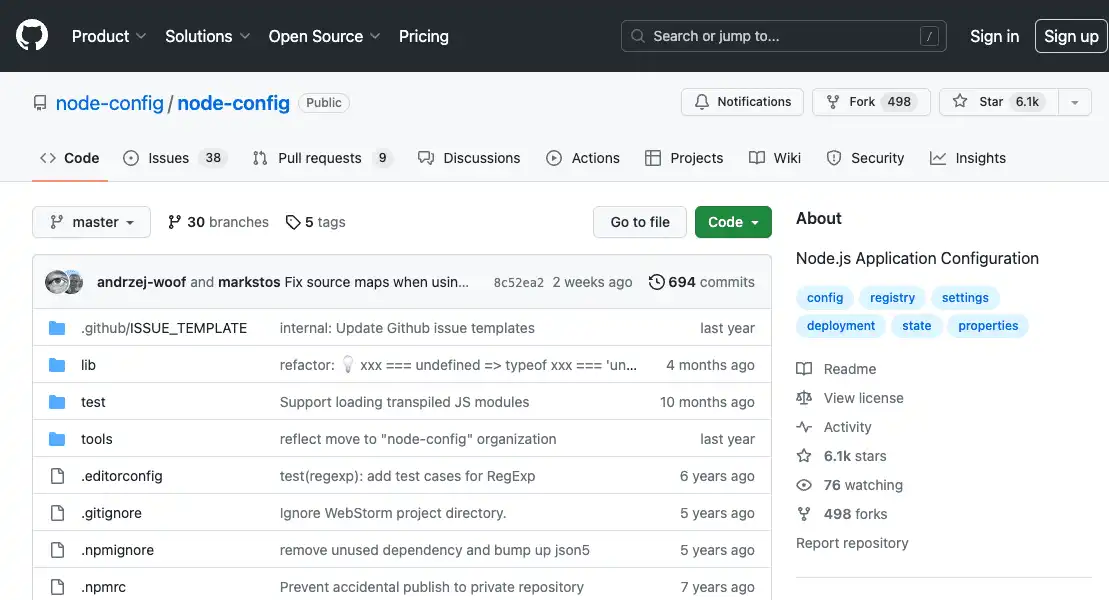 Product Solutions Open Source Pricing Search or jump to... / Sign in Sign up
node-config / node-config Public Notifications Fork 498 Star 6.1k
Code Issues 38 Pull requests 9 Discussions Actions Projects Wiki Security Insights
master 30 branches 5 tags Go to file Code
About
Node.js Application Configuration
config registry settings
deployment state properties
Readme
View license
Activity
6.1k stars
76 watching
498 forks
Report repository
andrzej-woof and markstos Fix source maps when usin... 8c52ea2 2 weeks ago 694 commits
.github/ISSUE_TEMPLATE internal: Update Github issue templates last year
lib refactor: 💡 xxx === undefined => typeof xxx === 'un... 4 months ago
test Support loading transpiled JS modules 10 months ago
tools reflect move to "node-config" organization last year
.editorconfig test(regexp): add test cases for RegExp 6 years ago
.gitignore Ignore WebStorm project directory. 5 years ago
.npmignore remove unused dependency and bump up json5 5 years ago
.npmrc Prevent accidental publish to private repository 7 years ago